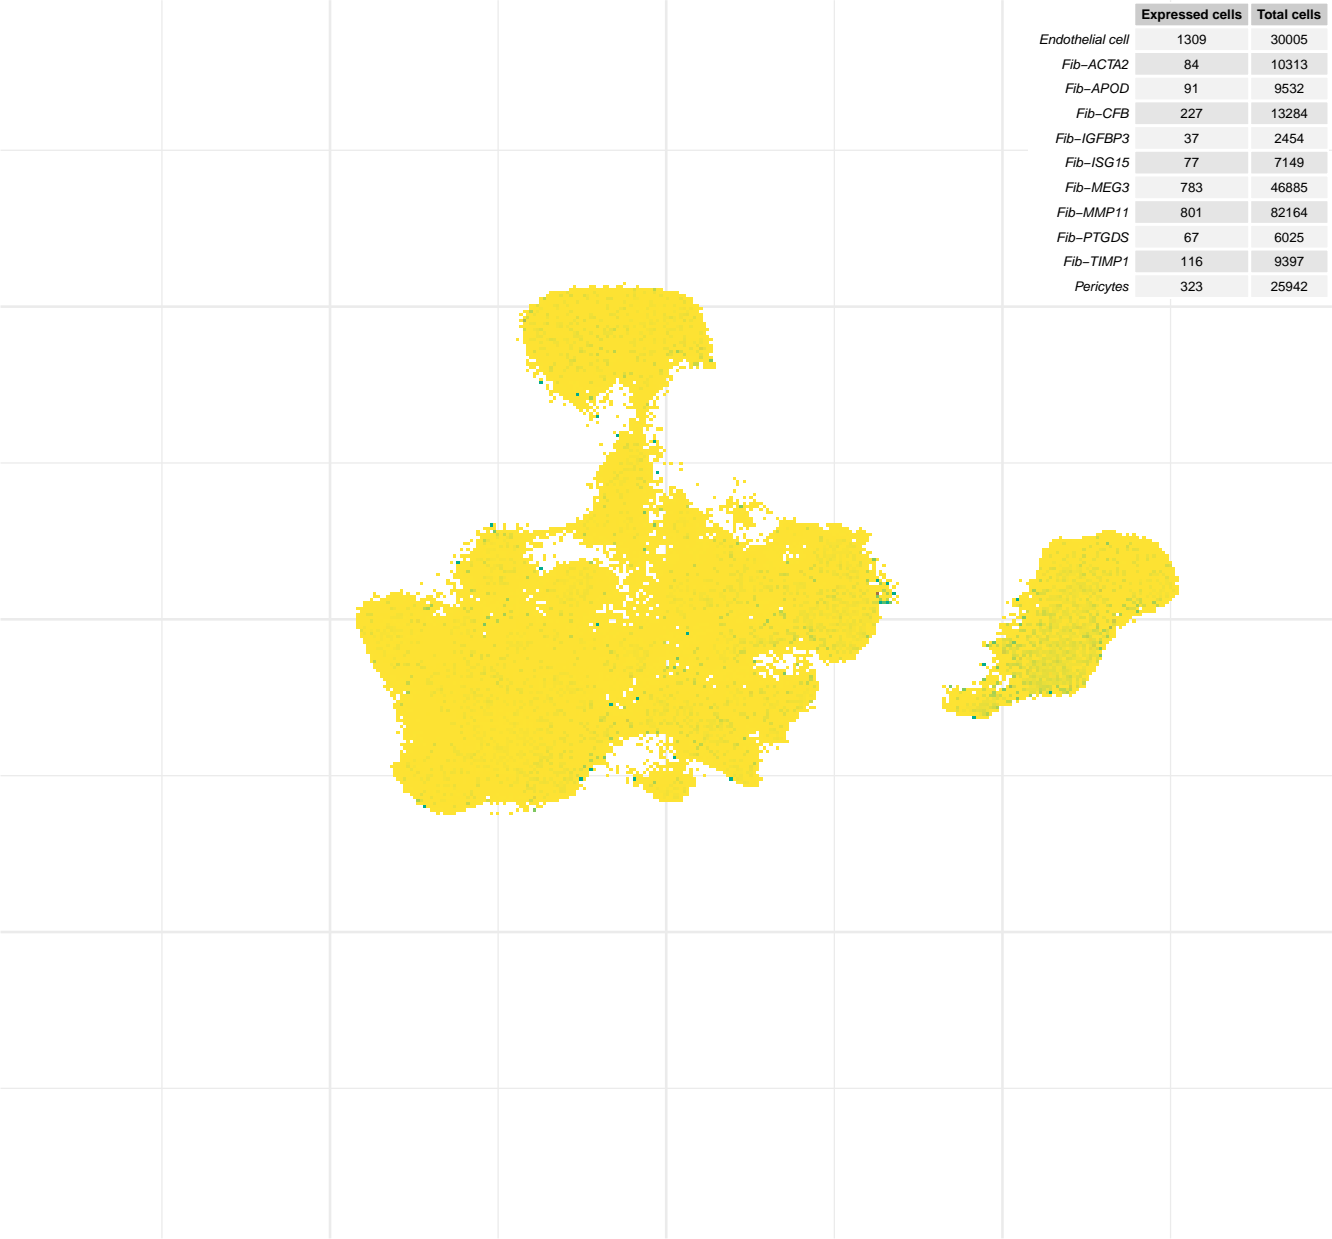 Expressed cells Total cells
Endothelial cell 1309 30005
Fib−ACTA2 84 10313
Fib−APOD 91 9532
Fib−CFB 227 13284
Fib−IGFBP3 37 2454
Fib−ISG15 77 7149
Fib−MEG3 783 46885
Fib−MMP11 801 82164
Fib−PTGDS 67 6025
Fib−TIMP1 116 9397
Pericytes 323 25942